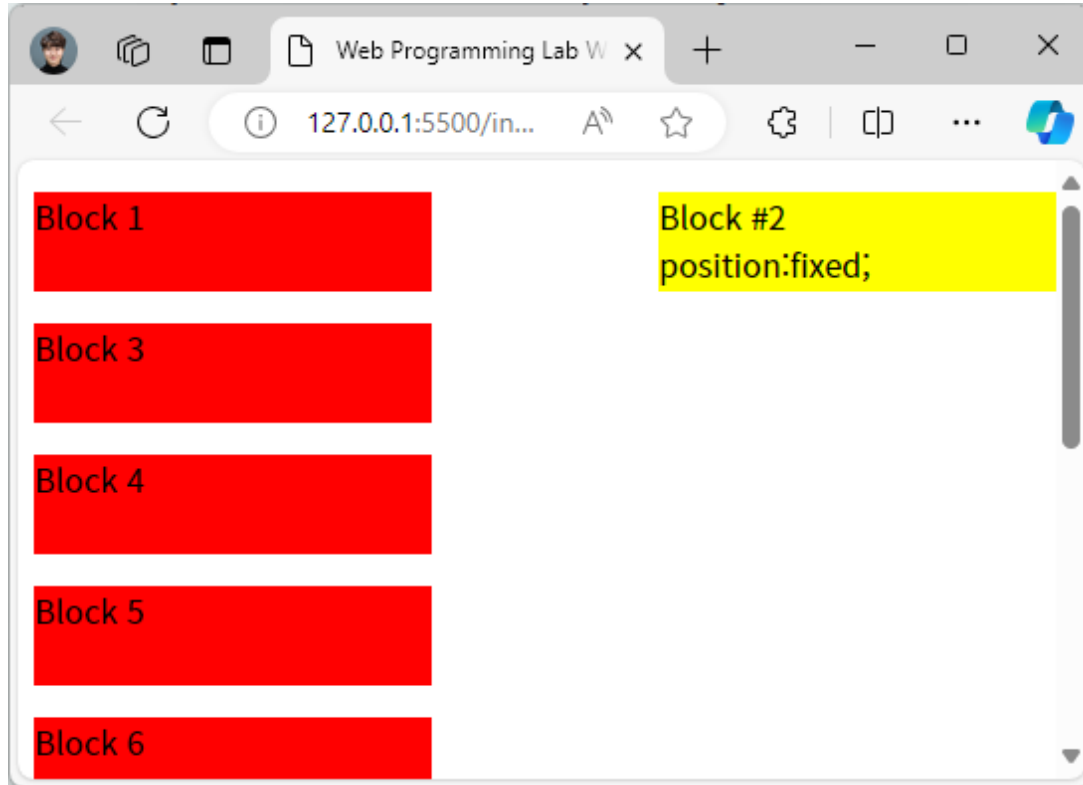 Web Programming Lab W
127.0.0.1:5500/in...
Block 1
Block #2
position:fixed;
Block 3
Block 4
Block 5
Block 6